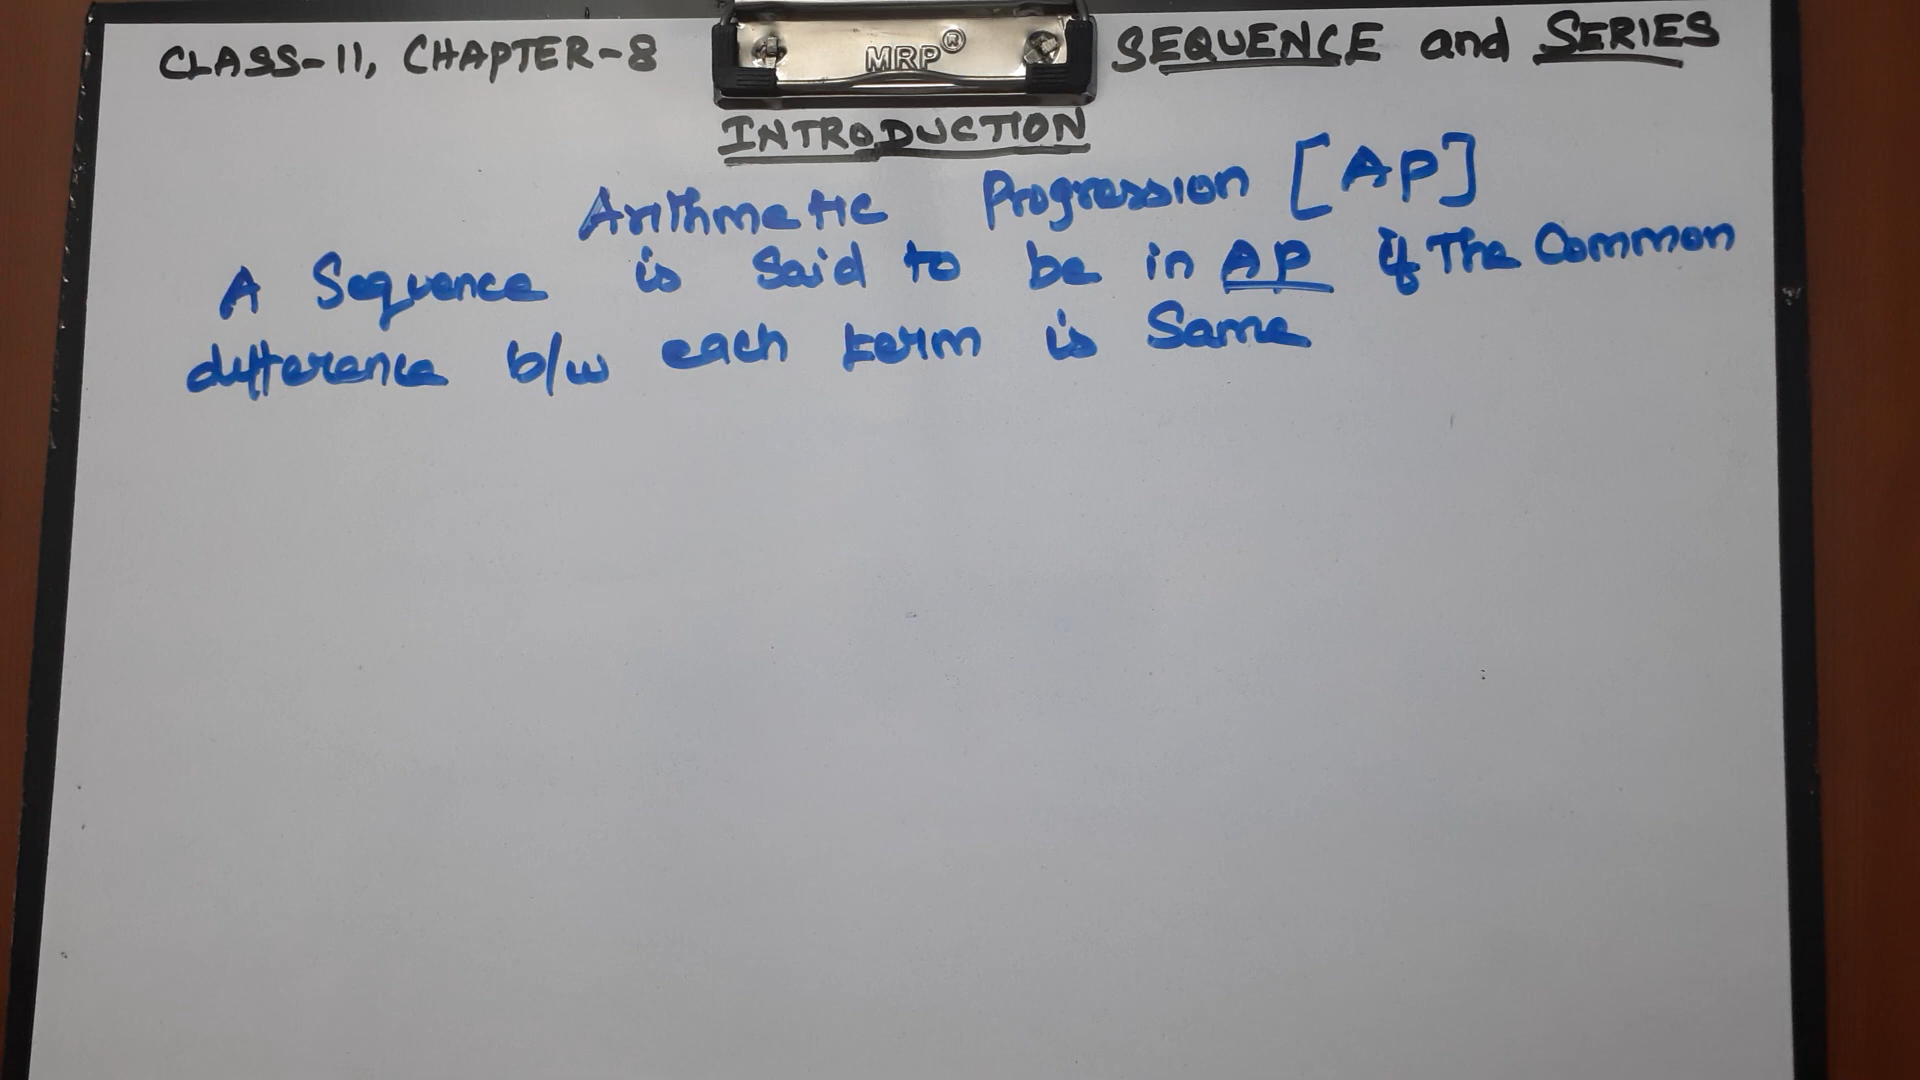 CLASS-11, CHAPTER-8
MRP®
SEQUENCE and SERIES
INTRODUCTION
Arithmetic Progression [AP]
A Sequence is Said to be in AP if The Common
difference b/w each term is Same